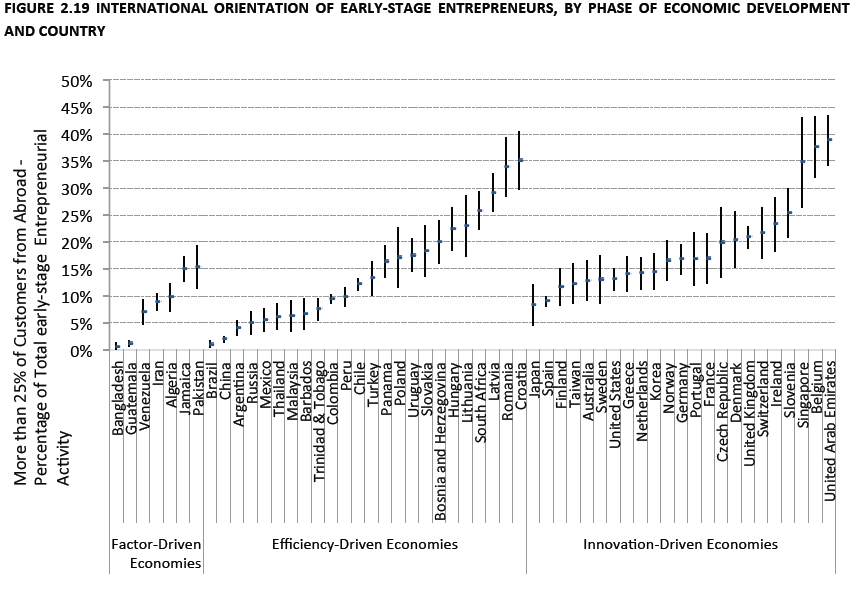 FIGURE 2.19 INTERNATIONAL ORIENTATION OF EARLY-STAGE ENTREPRENEURS, BY PHASE OF ECONOMIC DEVELOPMENT
AND COUNTRY
More than 25% of Customers from Abroad -
Percentage of Total early-stage Entrepreneurial
Activity
50%
45%
40%
35%
30%
25%
20%
15%
10%
5%
0%
Bangladesh
Guatemala
Venezuela
Iran
Algeria
Jamaica
Pakistan
Brazil
China
Argentina
Russia
Mexico
Thailand
Malaysia
Barbados
Trinidad & Tobago
Colombia
Peru
Chile
Turkey
Panama
Poland
Uruguay
Slovakia
Bosnia and Herzegovina
Hungary
Lithuania
South Africa
Latvia
Romania
Croatia
Japan
Spain
Finland
Taiwan
Australia
Sweden
United States
Greece
Netherlands
Korea
Norway
Germany
Portugal
France
Czech Republic
Denmark
United Kingdom
Switzerland
Ireland
Slovenia
Singapore
Belgium
United Arab Emirates
Factor-Driven
Economies
Efficiency-Driven Economies
Innovation-Driven Economies